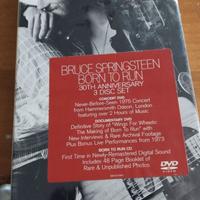 BRUCE SPRINGSTEEN
BORN TO RUN
30TH ANNIVERSARY
3 DISC SET
CONCERT DVD
Never-Before-Seen 1975 Concert
from Hammersmith Odeon, London
featuring over 2 Hours of Music
DOCUMENTARY DVD
Definitive Story of "Wings For Wheels:
The Making of Born To Run" with
New Interviews & Rare Archival Footage
Plus Bonus Live Performances from 1973
BORN TO RUN CD
First Time in Newly-Remastered Digital Sound
Includes 48 Page Booklet of
Rare & Unpublished Photos
DVD
VIDEO